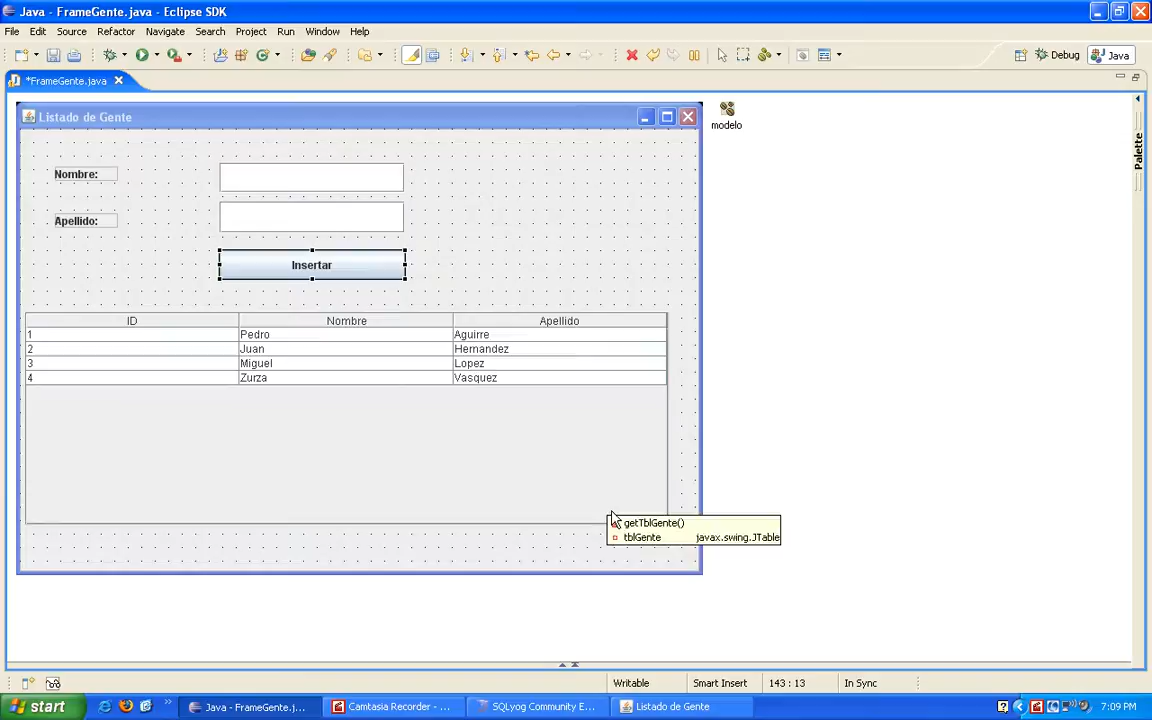 Java - FrameGente.java - Eclipse SDK
File Edit Source Refactor Navigate Search Project Run Window Help
Debug Java
*FrameGente.java
Listado de Gente
modelo
Palette
Nombre:
Apellido:
Insertar
ID Nombre Apellido
1 Pedro Aguirre
2 Juan Hernandez
3 Miguel Lopez
4 Zurza Vasquez
getTblGente()
tblGente javax.swing.JTable
Writable Smart Insert 143 : 13 In Sync
start Java - FrameGente.j... Camtasia Recorder - ... SQLyog Community E... Listado de Gente 7:09 PM